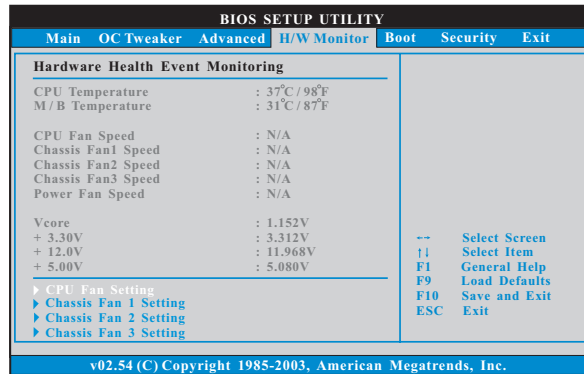 BIOS SETUP UTILITY
Main OC Tweaker Advanced H/W Monitor Boot Security Exit
Hardware Health Event Monitoring
CPU Temperature : 37°C / 98°F
M / B Temperature : 31°C / 87°F
CPU Fan Speed : N/A
Chassis Fan1 Speed : N/A
Chassis Fan2 Speed : N/A
Chassis Fan3 Speed : N/A
Power Fan Speed : N/A
Vcore : 1.152V
+ 3.30V : 3.312V
+ 12.0V : 11.968V
+ 5.00V : 5.080V
CPU Fan Setting
Chassis Fan 1 Setting
Chassis Fan 2 Setting
Chassis Fan 3 Setting
←→ Select Screen
↑↓ Select Item
F1 General Help
F9 Load Defaults
F10 Save and Exit
ESC Exit
v02.54 (C) Copyright 1985-2003, American Megatrends, Inc.